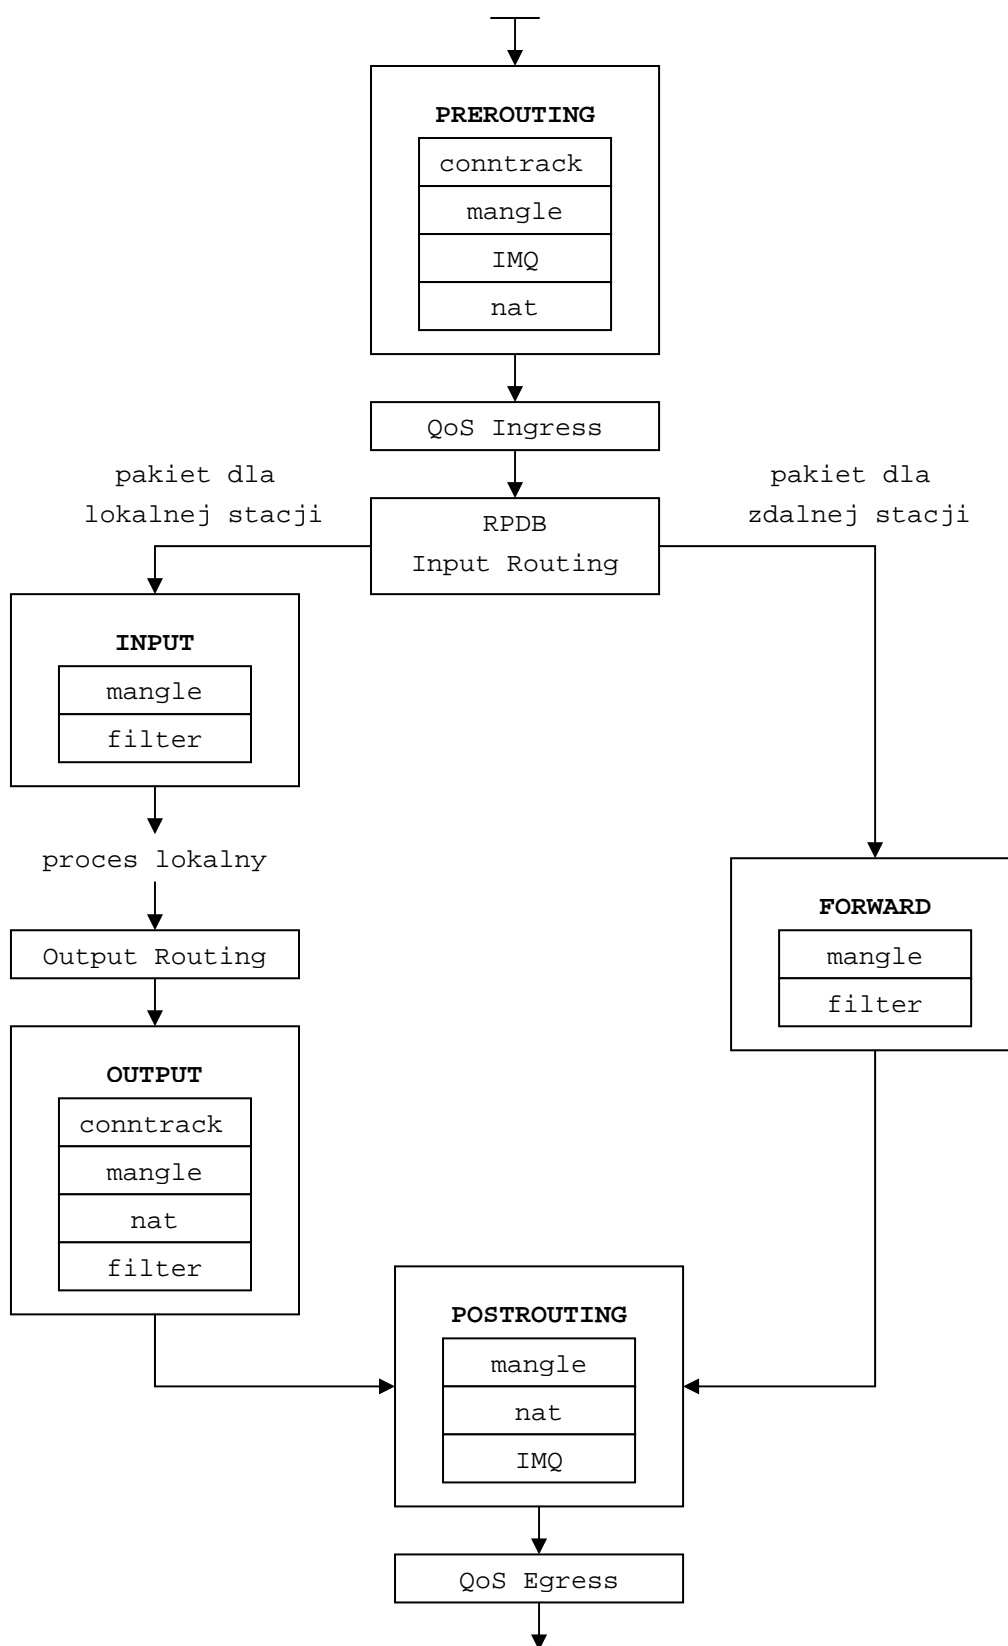 PREROUTING
conntrack
mangle
IMQ
nat
QoS Ingress
pakiet dla
lokalnej stacji
pakiet dla
zdalnej stacji
RPDB
Input Routing
INPUT
mangle
filter
proces lokalny
Output Routing
FORWARD
mangle
filter
OUTPUT
conntrack
mangle
nat
filter
POSTROUTING
mangle
nat
IMQ
QoS Egress